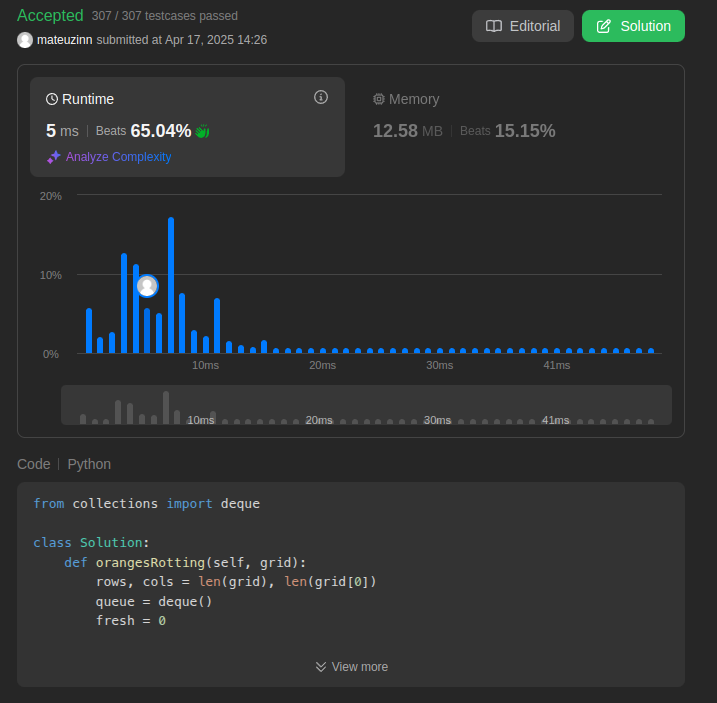 Accepted 307 / 307 testcases passed
mateuzinn submitted at Apr 17, 2025 14:26
Editorial
Solution
Runtime
5 ms | Beats 65.04%
Analyze Complexity
Memory
12.58 MB | Beats 15.15%
20%
10%
0%
10ms 20ms 30ms 41ms
10ms 20ms 30ms 41ms
Code | Python
from collections import deque
class Solution:
    def orangesRotting(self, grid):
        rows, cols = len(grid), len(grid[0])
        queue = deque()
        fresh = 0
View more